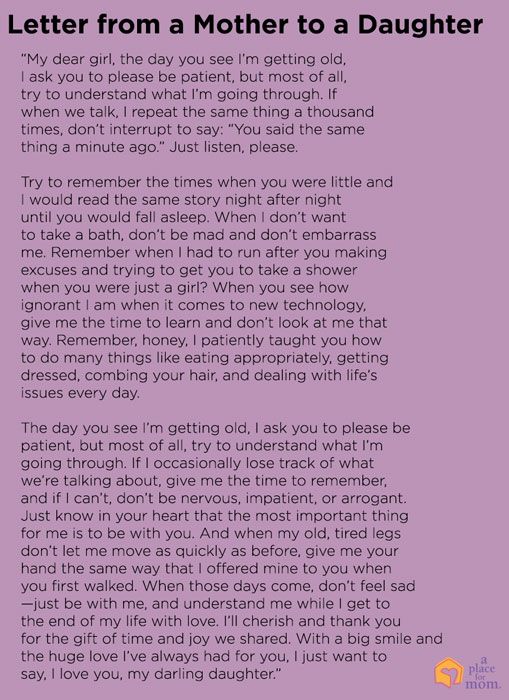 Letter from a Mother to a Daughter
“My dear girl, the day you see I’m getting old,
I ask you to please be patient, but most of all,
try to understand what I’m going through. If
when we talk, I repeat the same thing a thousand
times, don’t interrupt to say: “You said the same
thing a minute ago.” Just listen, please.
Try to remember the times when you were little and
I would read the same story night after night
until you would fall asleep. When I don’t want
to take a bath, don’t be mad and don’t embarrass
me. Remember when I had to run after you making
excuses and trying to get you to take a shower
when you were just a girl? When you see how
ignorant I am when it comes to new technology,
give me the time to learn and don’t look at me that
way. Remember, honey, I patiently taught you how
to do many things like eating appropriately, getting
dressed, combing your hair, and dealing with life’s
issues every day.
The day you see I’m getting old, I ask you to please be
patient, but most of all, try to understand what I’m
going through. If I occasionally lose track of what
we’re talking about, give me the time to remember,
and if I can’t, don’t be nervous, impatient, or arrogant.
Just know in your heart that the most important thing
for me is to be with you. And when my old, tired legs
don’t let me move as quickly as before, give me your
hand the same way that I offered mine to you when
you first walked. When those days come, don’t feel sad
—just be with me, and understand me while I get to
the end of my life with love. I’ll cherish and thank you
for the gift of time and joy we shared. With a big smile and
the huge love I’ve always had for you, I just want to
say, I love you, my darling daughter.”
a
place
for
mom.